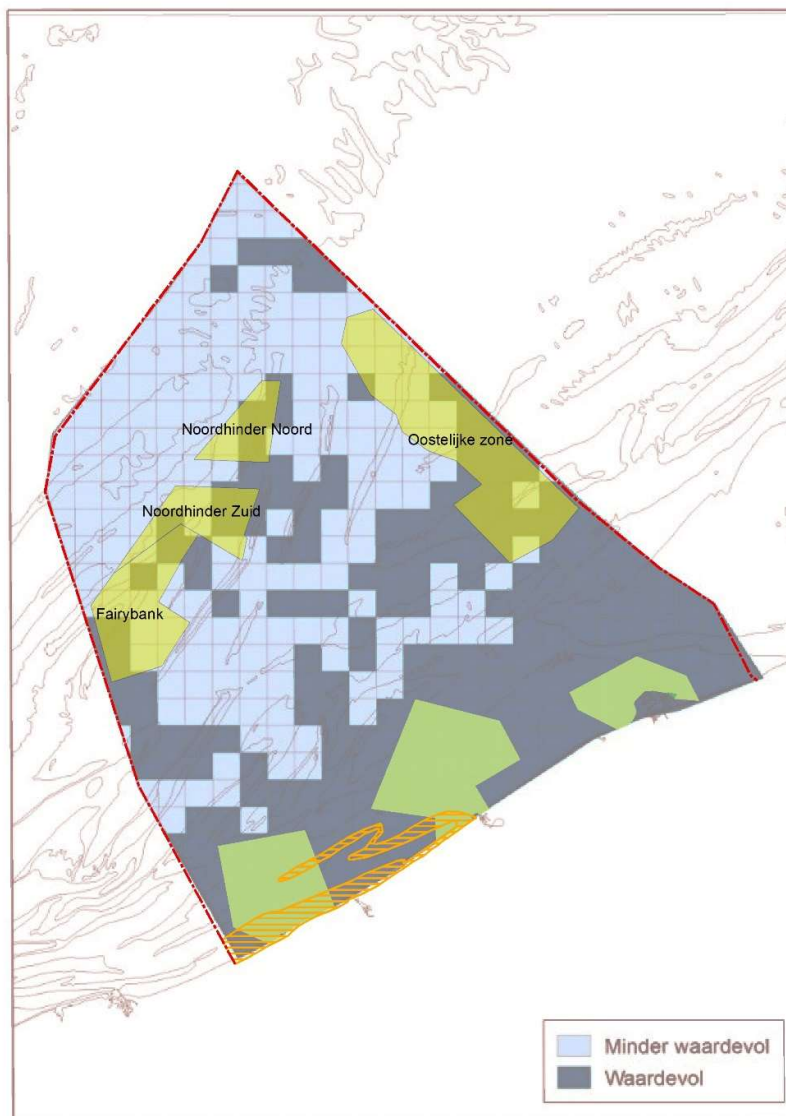 Noordhinder Noord
Oostelijke zone
Noordhinder Zuid
Fairybank
Minder waardevol
Waardevol